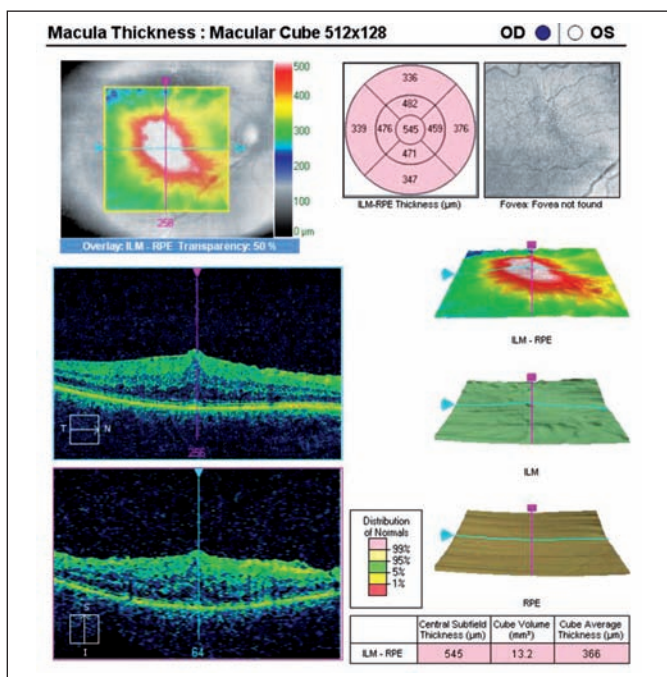 Macula Thickness : Macular Cube 512x128
OD OS
500
400
300
200
100
0 µm
258
Overlay: ILM - RPE Transparency: 50 %
336
482
339 476 545 459 376
471
347
ILM-RPE Thickness (µm)
Fovea: Fovea not found
ILM - RPE
T N
256
ILM
Distribution
of Normals
99%
95%
5%
1%
RPE
S
I
64
Central Subfield Thickness (µm)
Cube Volume (mm³)
Cube Average Thickness (µm)
ILM - RPE 545 13.2 366